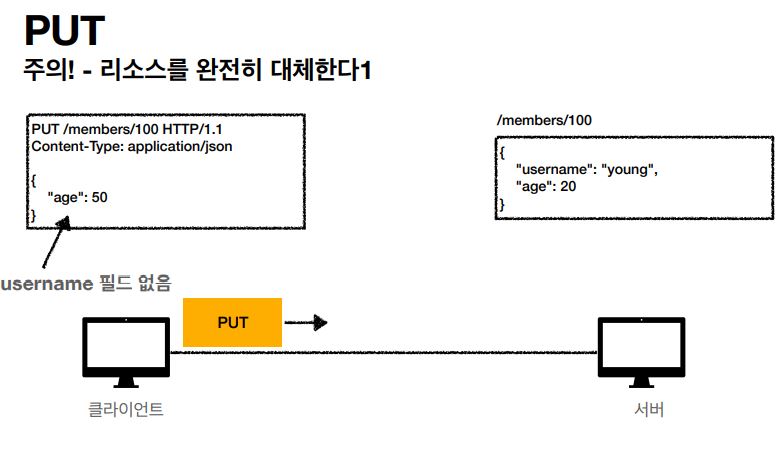 PUT
주의! - 리소스를 완전히 대체한다1
PUT /members/100 HTTP/1.1
Content-Type: application/json
{
"age": 50
}
username 필드 없음
/members/100
{
"username": "young",
"age": 20
}
PUT
클라이언트
서버